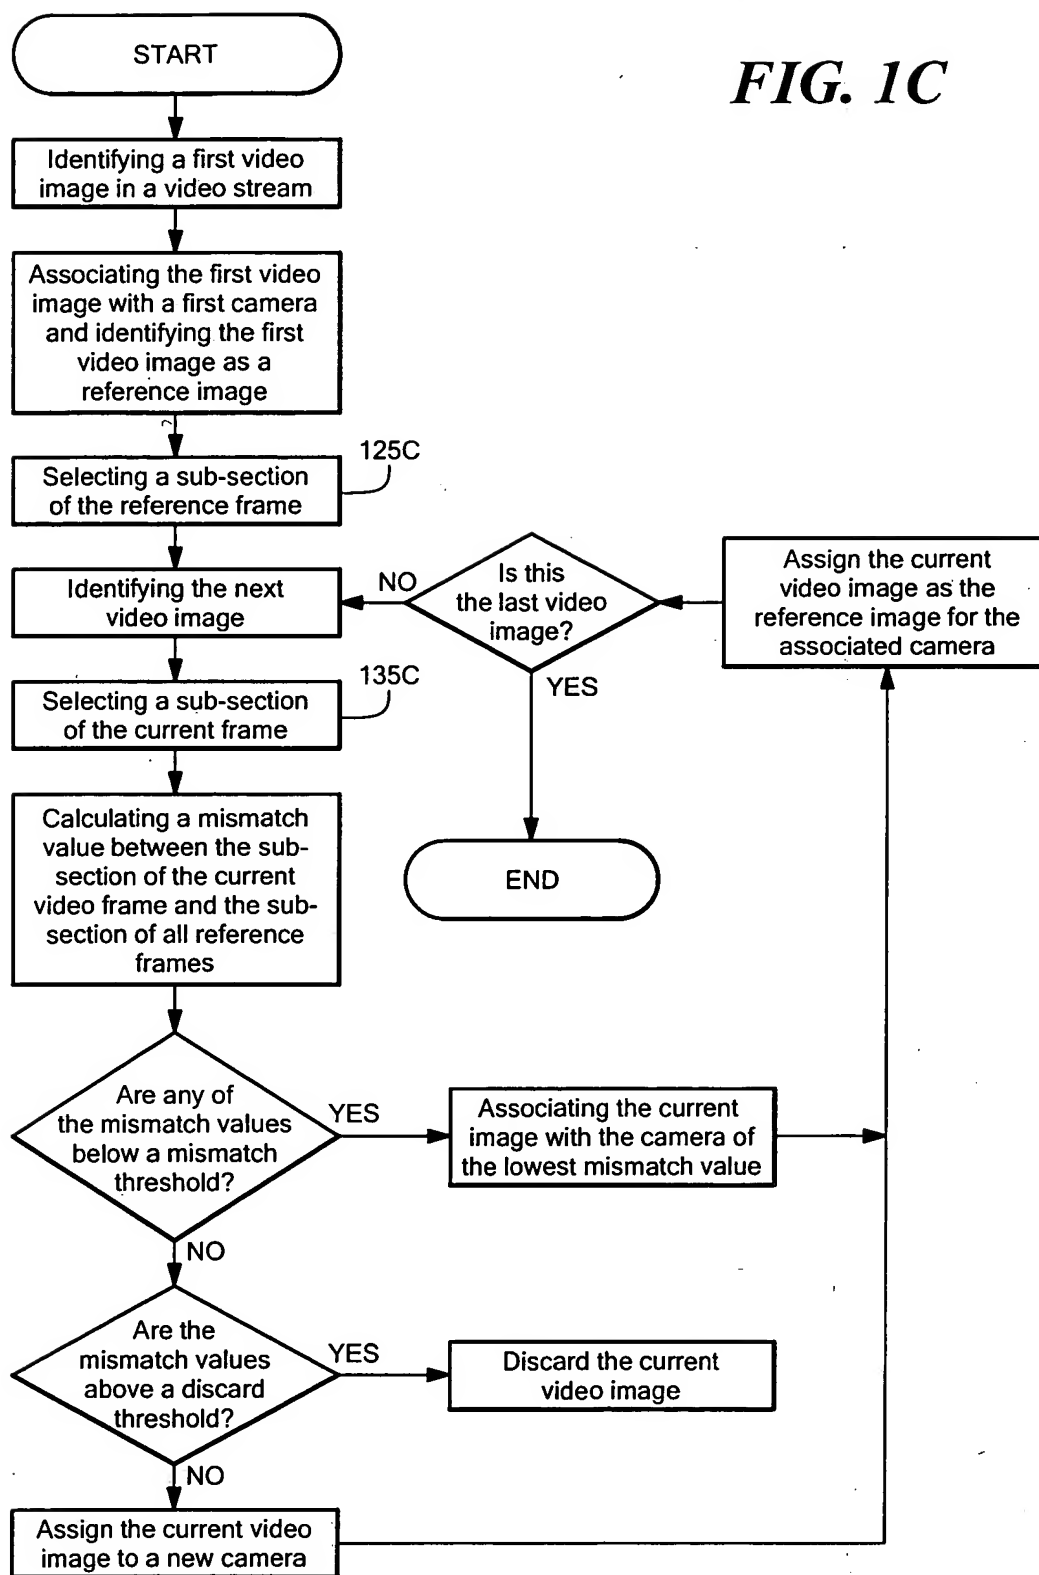 START
FIG. 1C
Identifying a first video
image in a video stream
Associating the first video
image with a first camera
and identifying the first
video image as a
reference image
125C
Selecting a sub-section
of the reference frame
Identifying the next
video image
NO
Is this
the last video
image?
YES
Assign the current
video image as the
reference image for the
associated camera
135C
Selecting a sub-section
of the current frame
END
Calculating a mismatch
value between the sub-
section of the current
video frame and the sub-
section of all reference
frames
Are any of
the mismatch values
below a mismatch
threshold?
YES
Associating the current
image with the camera of
the lowest mismatch value
NO
Are the
mismatch values
above a discard
threshold?
YES
Discard the current
video image
NO
Assign the current video
image to a new camera